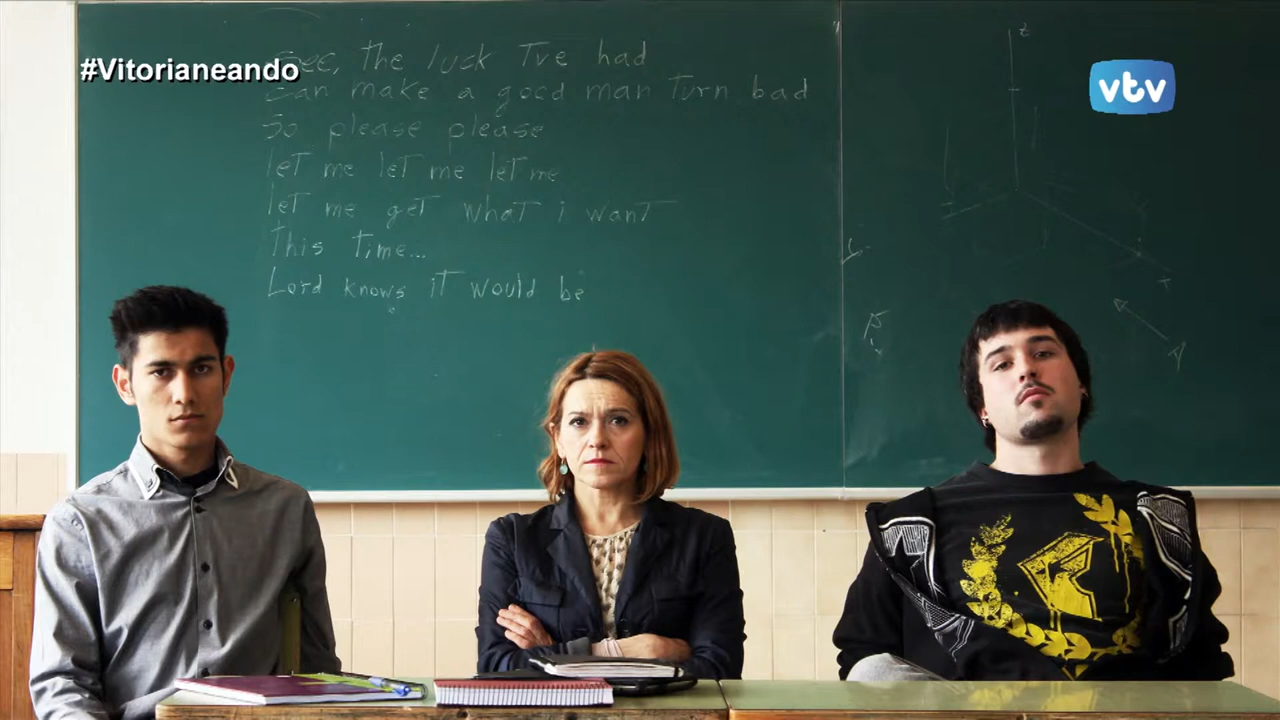 #Vitorianeando
vtv
See, the luck I've had
can make a good man turn bad
So please please
let me let me let me
let me get what i want
this time...
Lord knows it would be
z